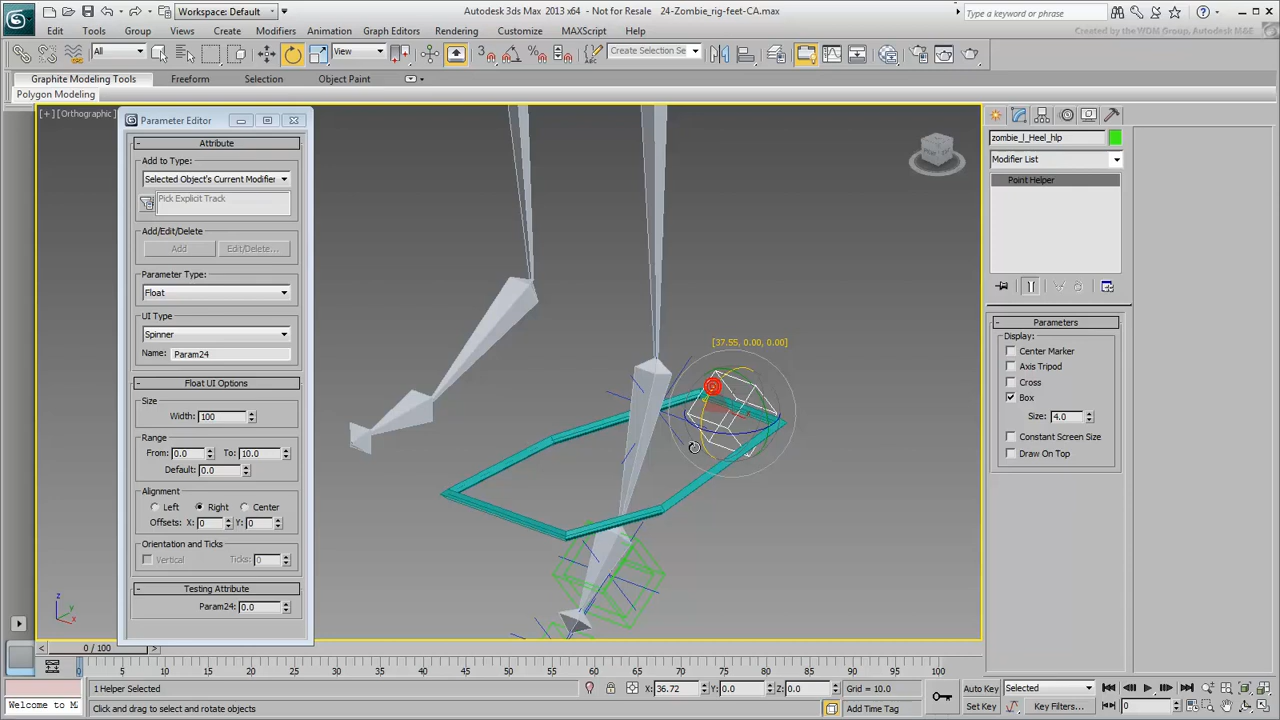 Workspace: Default
Autodesk 3ds Max 2013 x64 - Not for Resale 24-Zombie_rig-feet-CA.max
Type a keyword or phrase
Created by the WDM Group, Autodesk M&E
Edit Tools Group Views Create Modifiers Animation Graph Editors Rendering Customize MAXScript Help
All View Create Selection Se
Graphite Modeling Tools Freeform Selection Object Paint
Polygon Modeling
[+] [Orthographic]
Parameter Editor
Attribute
Add to Type:
Selected Object's Current Modifier
Pick Explicit Track
Add/Edit/Delete
Add Edit/Delete...
Parameter Type:
Float
UI Type
Spinner
Name: Param24
Float UI Options
Size
Width: 100
Range
From: 0.0 To: 10.0
Default: 0.0
Alignment
Left Right Center
Offsets: X: 0 Y: 0
Orientation and Ticks
Vertical Ticks: 0
Testing Attribute
Param24: 0.0
[37.55, 0.00, 0.00]
zombie_l_Heel_hlp
Modifier List
Point Helper
Parameters
Display:
Center Marker
Axis Tripod
Cross
Box
Size: 4.0
Constant Screen Size
Draw On Top
z
y
x
0 / 100
5 10 15 20 25 30 35 40 45 50 55 60 65 70 75 80 85 90 95 100
1 Helper Selected X: 36.72 Y: 0.0 Z: 0.0 Grid = 10.0 Auto Key Selected
Welcome to M Click and drag to select and rotate objects Add Time Tag Set Key Key Filters... 0